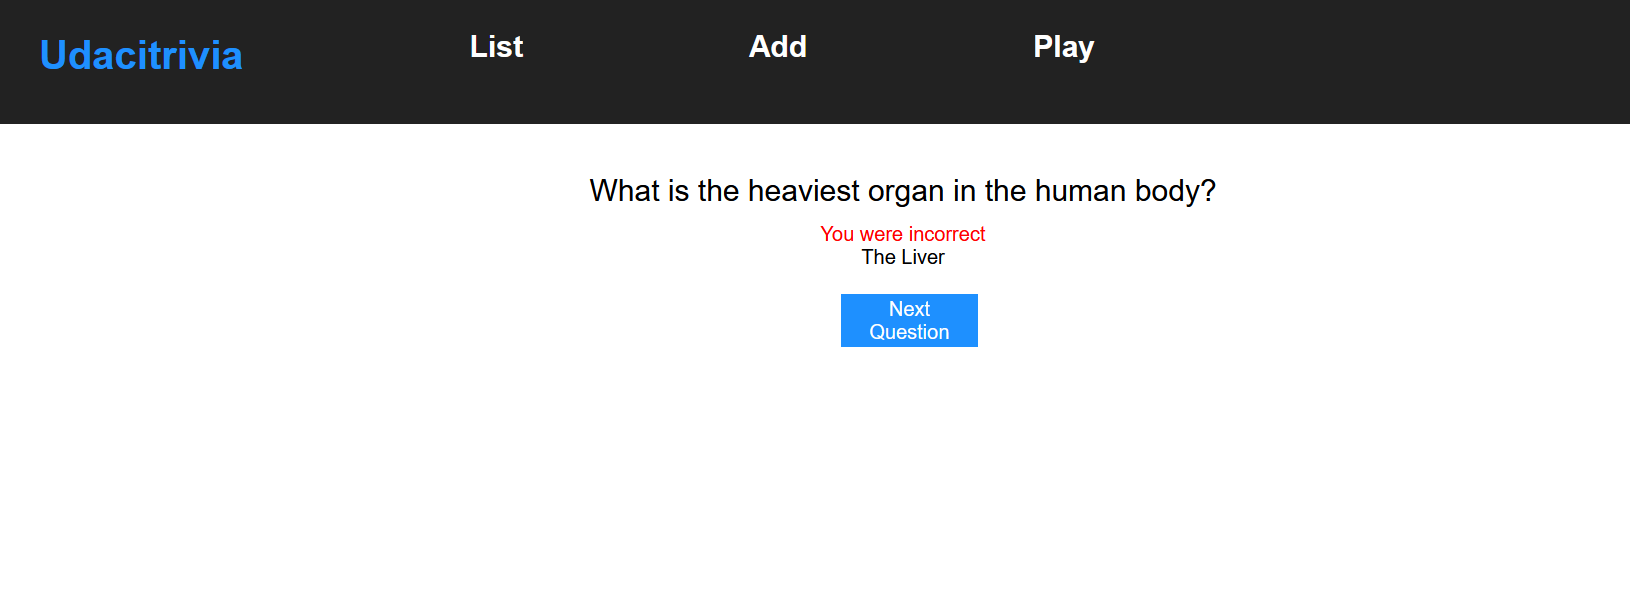 Udacitrivia
List
Add
Play
What is the heaviest organ in the human body?
You were incorrect
The Liver
Next
Question